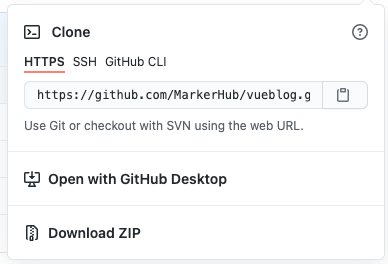 Clone
HTTPS SSH GitHub CLI
https://github.com/MarkerHub/vueblog.g
Use Git or checkout with SVN using the web URL.
Open with GitHub Desktop
Download ZIP